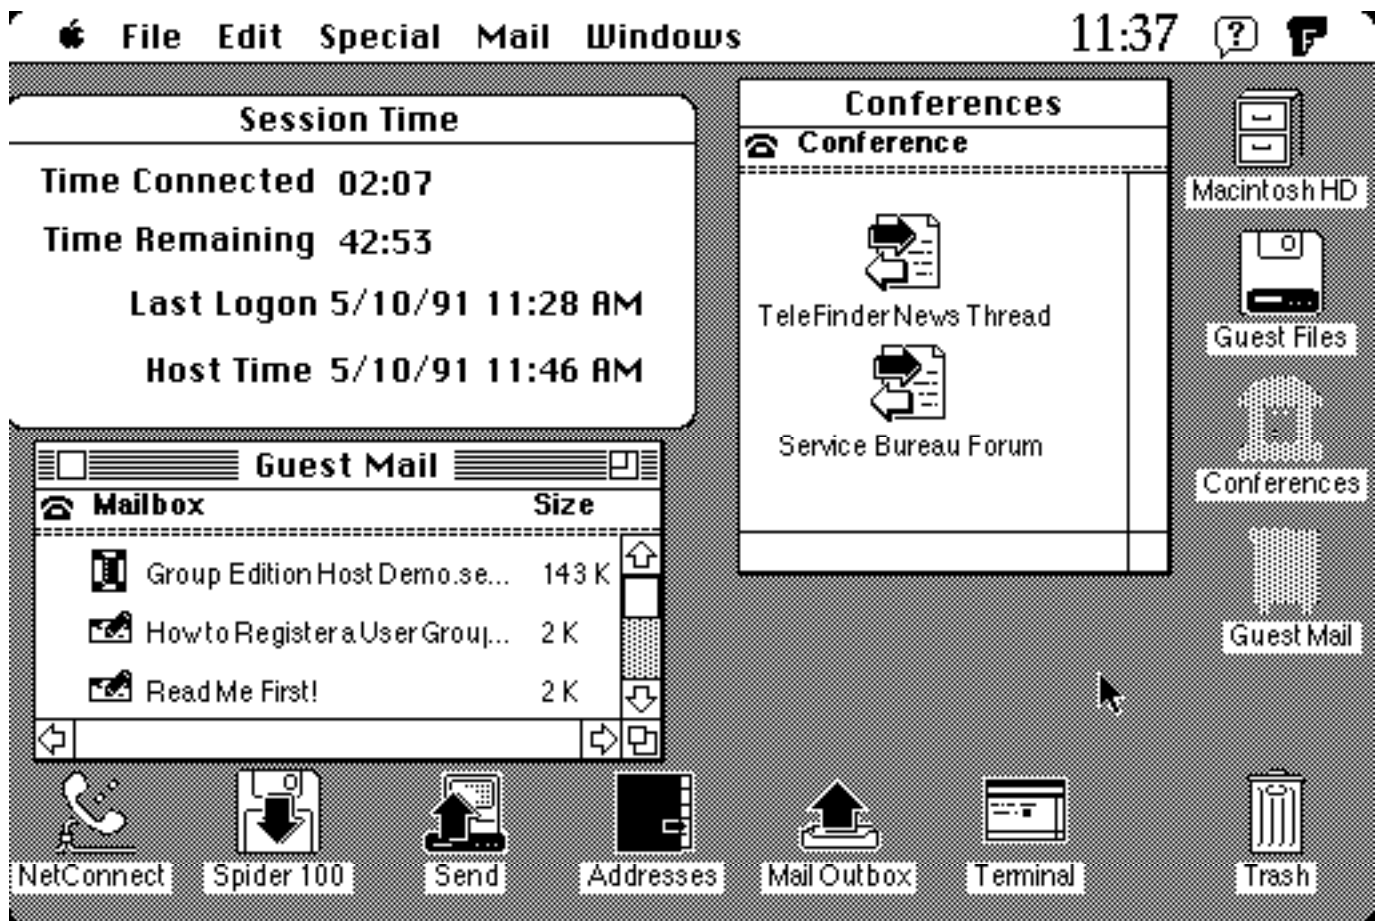 File Edit Special Mail Windows 11:37
Session Time
Time Connected 02:07
Time Remaining 42:53
Last Logon 5/10/91 11:28 AM
Host Time 5/10/91 11:46 AM
Conferences
Conference
TeleFinder News Thread
Service Bureau Forum
Macintosh HD
Guest Files
Conferences
Guest Mail
Guest Mail
Mailbox Size
Group Edition Host Demo.se... 143 K
How to Register a User Group... 2 K
Read Me First! 2 K
NetConnect
Spider 100
Send
Addresses
Mail Outbox
Terminal
Trash